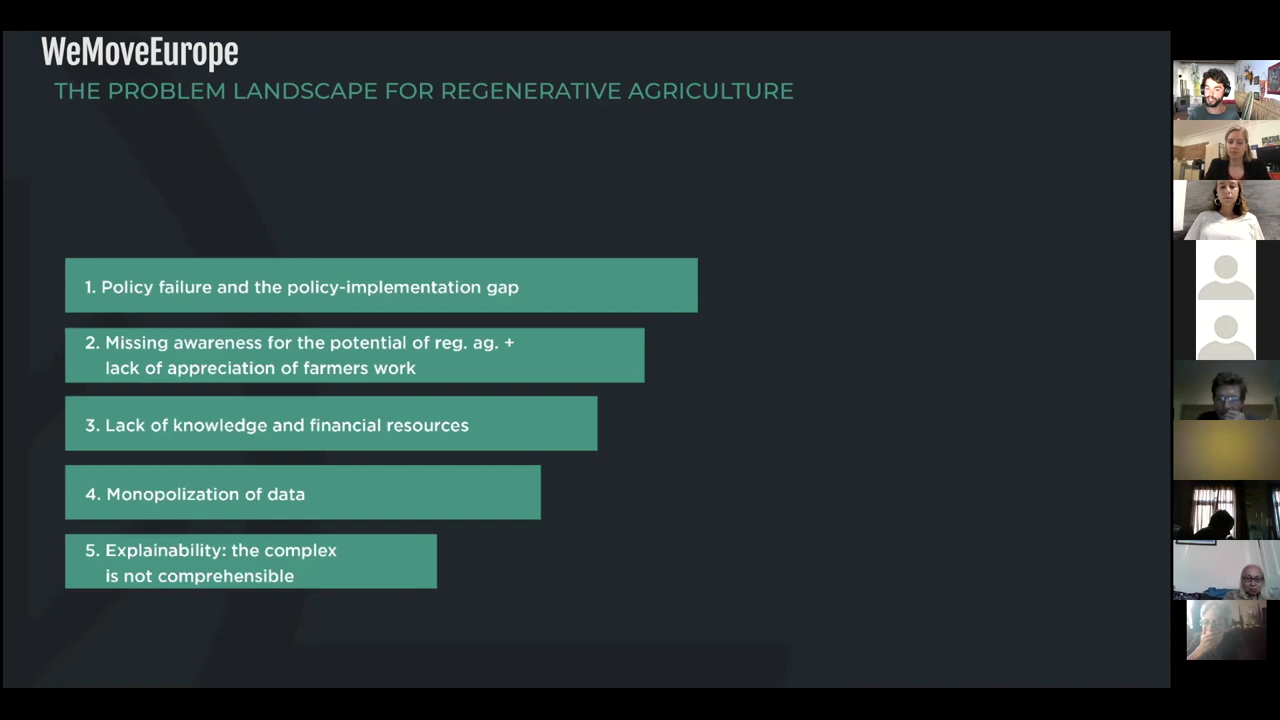 WeMoveEurope
THE PROBLEM LANDSCAPE FOR REGENERATIVE AGRICULTURE
1. Policy failure and the policy-implementation gap
2. Missing awareness for the potential of reg. ag. +
lack of appreciation of farmers work
3. Lack of knowledge and financial resources
4. Monopolization of data
5. Explainability: the complex
is not comprehensible